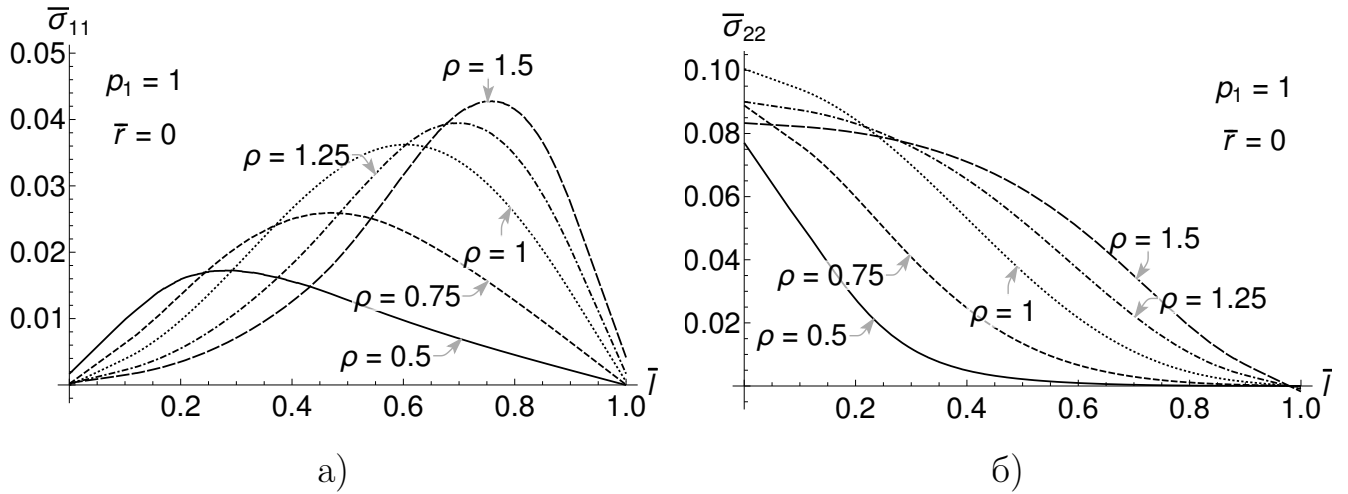 σ̅₁₁
0.05
p₁ = 1
ρ = 1.5
0.04
r̅ = 0
ρ = 1.25
0.03
0.02
ρ = 1
ρ = 0.75
0.01
ρ = 0.5
0.2 0.4 0.6 0.8 1.0 l̅
а)
σ̅₂₂
0.10
p₁ = 1
0.08
r̅ = 0
0.06
ρ = 1.5
0.04
ρ = 0.75
ρ = 1.25
ρ = 1
0.02
ρ = 0.5
0.2 0.4 0.6 0.8 1.0 l̅
б)